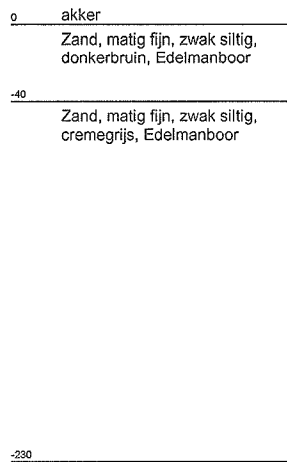 0 akker
Zand, matig fijn, zwak siltig,
donkerbruin, Edelmanboor
-40
Zand, matig fijn, zwak siltig,
cremegrijs, Edelmanboor
-230